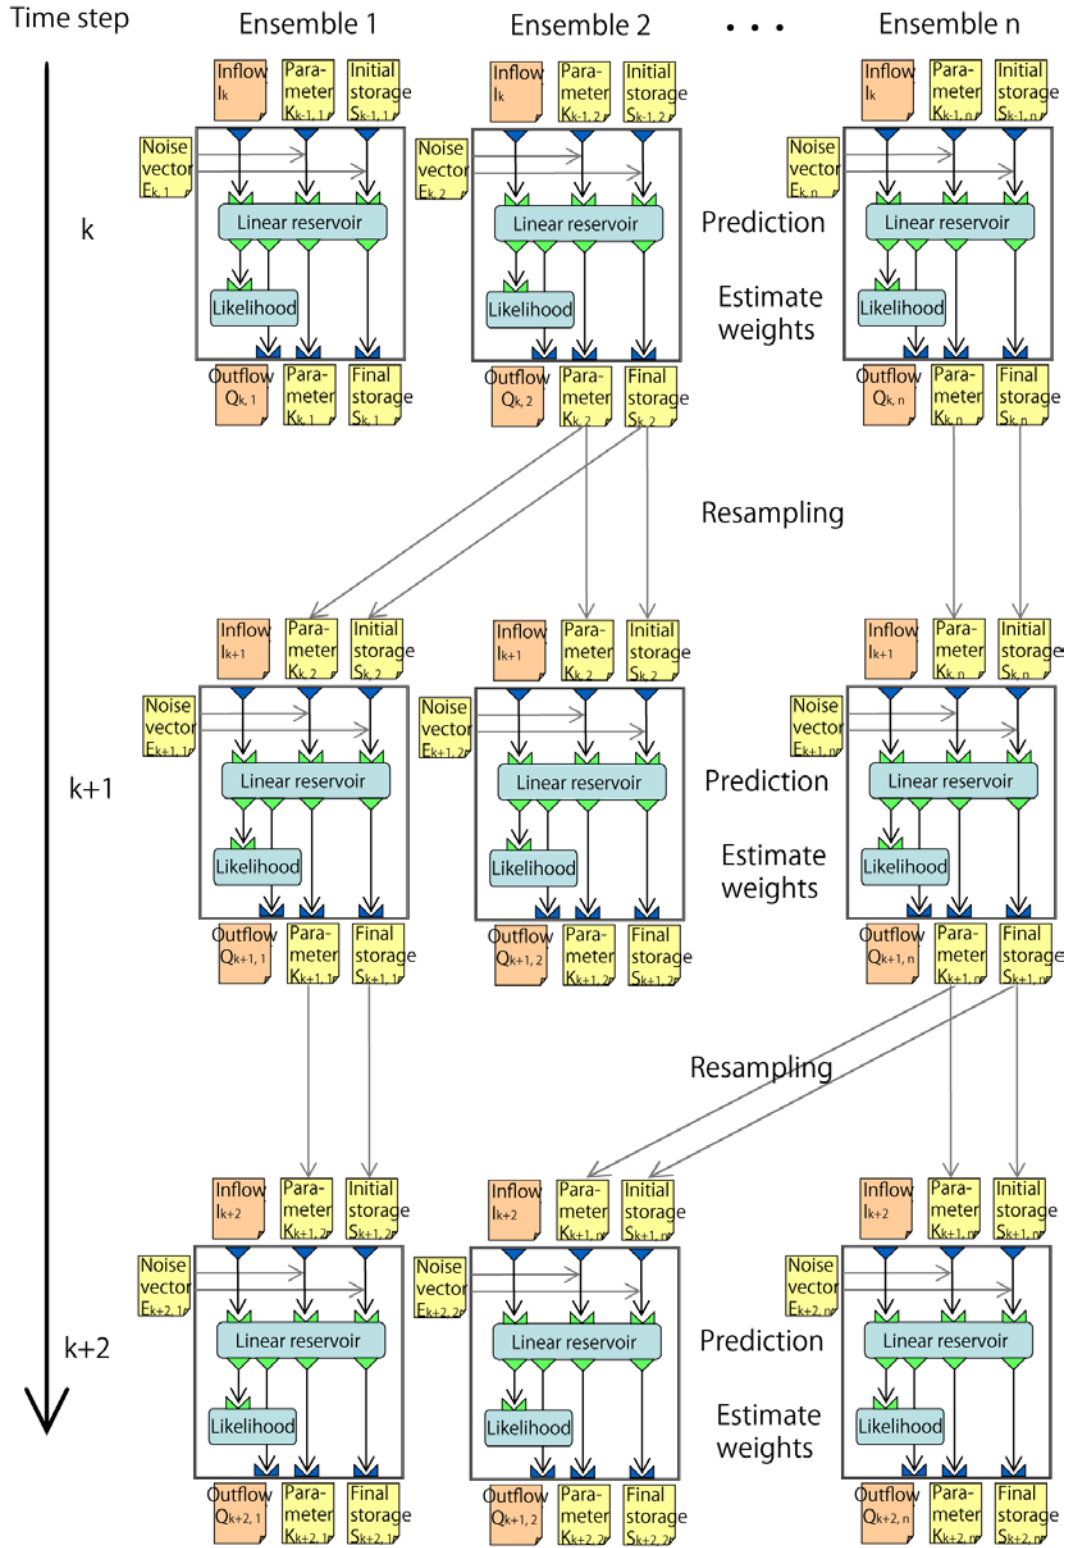 Time step
Ensemble 1
Ensemble 2
. . .
Ensemble n
Inflow
Ik
Para-
meter
Kk-1, 1
Initial
storage
Sk-1, 1
Inflow
Ik
Para-
meter
Kk-1, 2
Initial
storage
Sk-1, 2
Inflow
Ik
Para-
meter
Kk-1, n
Initial
storage
Sk-1, n
k
Noise
vector
Ek, 1
Linear reservoir
Likelihood
Noise
vector
Ek, 2
Linear reservoir
Likelihood
Prediction
Estimate
weights
Noise
vector
Ek, n
Linear reservoir
Likelihood
Outflow
Qk, 1
Para-
meter
Kk, 1
Final
storage
Sk, 1
Outflow
Qk, 2
Para-
meter
Kk, 2
Final
storage
Sk, 2
Outflow
Qk, n
Para-
meter
Kk, n
Final
storage
Sk, n
Resampling
Inflow
Ik+1
Para-
meter
Kk, 2
Initial
storage
Sk, 2
Inflow
Ik+1
Para-
meter
Kk, 2
Initial
storage
Sk, 2
Inflow
Ik+1
Para-
meter
Kk, n
Initial
storage
Sk, n
k+1
Noise
vector
Ek+1, 1
Linear reservoir
Likelihood
Noise
vector
Ek+1, 2
Linear reservoir
Likelihood
Prediction
Estimate
weights
Noise
vector
Ek+1, n
Linear reservoir
Likelihood
Outflow
Qk+1, 1
Para-
meter
Kk+1, 1
Final
storage
Sk+1, 1
Outflow
Qk+1, 2
Para-
meter
Kk+1, 2
Final
storage
Sk+1, 2
Outflow
Qk+1, n
Para-
meter
Kk+1, n
Final
storage
Sk+1, n
Resampling
Inflow
Ik+2
Para-
meter
Kk+1, 2
Initial
storage
Sk+1, 2
Inflow
Ik+2
Para-
meter
Kk+1, n
Initial
storage
Sk+1, n
Inflow
Ik+2
Para-
meter
Kk+1, n
Initial
storage
Sk+1, n
k+2
Noise
vector
Ek+2, 1
Linear reservoir
Likelihood
Noise
vector
Ek+2, 2
Linear reservoir
Likelihood
Prediction
Estimate
weights
Noise
vector
Ek+2, n
Linear reservoir
Likelihood
Outflow
Qk+2, 1
Para-
meter
Kk+2, 1
Final
storage
Sk+2, 1
Outflow
Qk+1, 2
Para-
meter
Kk+2, 2
Final
storage
Sk+2, 2
Outflow
Qk+2, n
Para-
meter
Kk+2, n
Final
storage
Sk+2, n